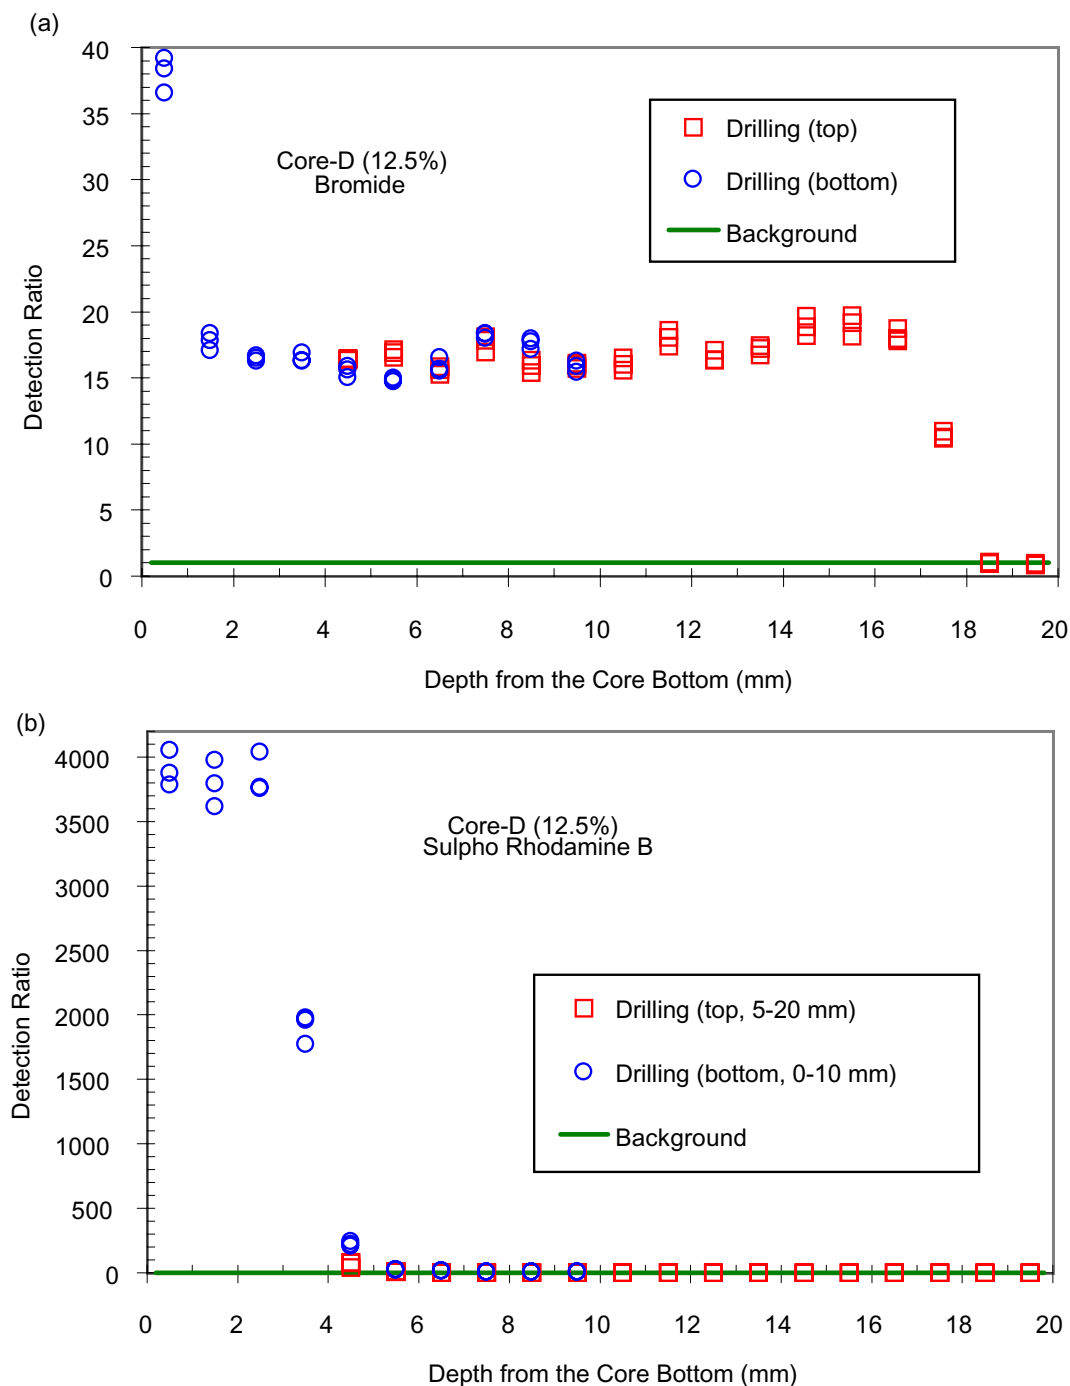 (a)
40
35
30
25
20
15
10
5
0
Detection Ratio
Core-D (12.5%)
Bromide
Drilling (top)
Drilling (bottom)
Background
0 2 4 6 8 10 12 14 16 18 20
Depth from the Core Bottom (mm)
(b)
4000
3500
3000
2500
2000
1500
1000
500
0
Detection Ratio
Core-D (12.5%)
Sulpho Rhodamine B
Drilling (top, 5-20 mm)
Drilling (bottom, 0-10 mm)
Background
0 2 4 6 8 10 12 14 16 18 20
Depth from the Core Bottom (mm)